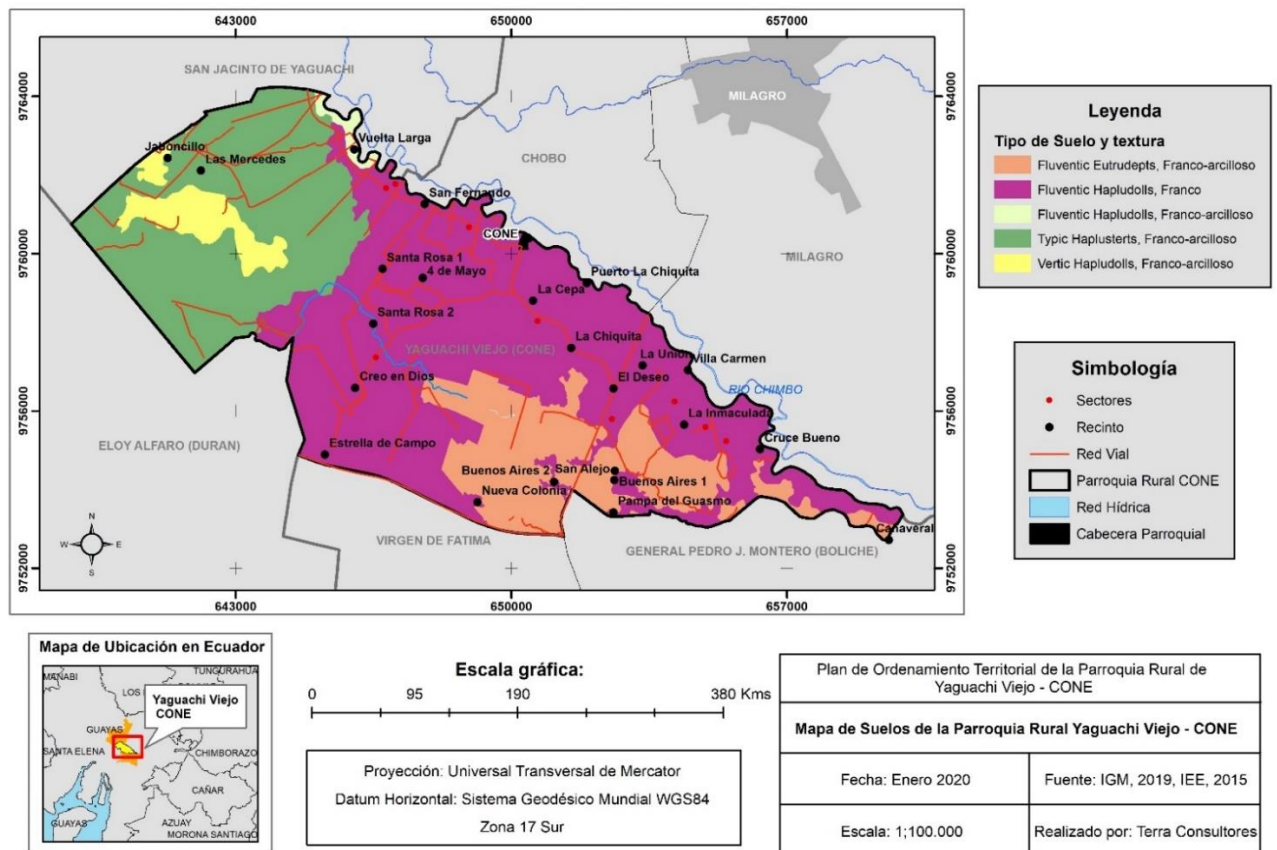 643000
650000
657000
9764000
9764000
SAN JACINTO DE YAGUACHI
MILAGRO
Jaboncillo
Las Mercedes
Vuelta Larga
CHOBO
San Fernando
9760000
CONE
9760000
MILAGRO
Santa Rosa 1
4 de Mayo
Puerto La Chiquita
La Cepa
Santa Rosa 2
La Chiquita
YAGUACHI VIEJO (CONE)
La Union
Villa Carmen
Creo en Dios
El Deseo
RIO CHIMBO
9756000
9756000
La Inmaculada
ELOY ALFARO (DURAN)
Estrella de Campo
Cruce Bueno
Buenos Aires 2
San Alejo
Buenos Aires 1
Nueva Colonia
Pampa del Guasmo
Cañaveral
N
W
E
S
VIRGEN DE FATIMA
GENERAL PEDRO J. MONTERO (BOLICHE)
9752000
9752000
643000
650000
657000
Leyenda
Tipo de Suelo y textura
Fluventic Eutrudepts, Franco-arcilloso
Fluventic Hapludolls, Franco
Fluventic Hapludolls, Franco-arcilloso
Typic Haplusterts, Franco-arcilloso
Vertic Hapludolls, Franco-arcilloso
Simbología
Sectores
Recinto
Red Vial
Parroquia Rural CONE
Red Hídrica
Cabecera Parroquial
Mapa de Ubicación en Ecuador
MANABI
LOS
TUNGURAHUA
Yaguachi Viejo
CONE
GUAYAS
SANTA ELENA
CHIMBORAZO
CAÑAR
GUAYAS
AZUAY
MORONA SANTIAGO
Escala gráfica:
0 95 190 380 Kms
Proyección: Universal Transversal de Mercator
Datum Horizontal: Sistema Geodésico Mundial WGS84
Zona 17 Sur
Plan de Ordenamiento Territorial de la Parroquia Rural de
Yaguachi Viejo - CONE
Mapa de Suelos de la Parroquia Rural Yaguachi Viejo - CONE
Fecha: Enero 2020
Fuente: IGM, 2019, IEE, 2015
Escala: 1;100.000
Realizado por: Terra Consultores